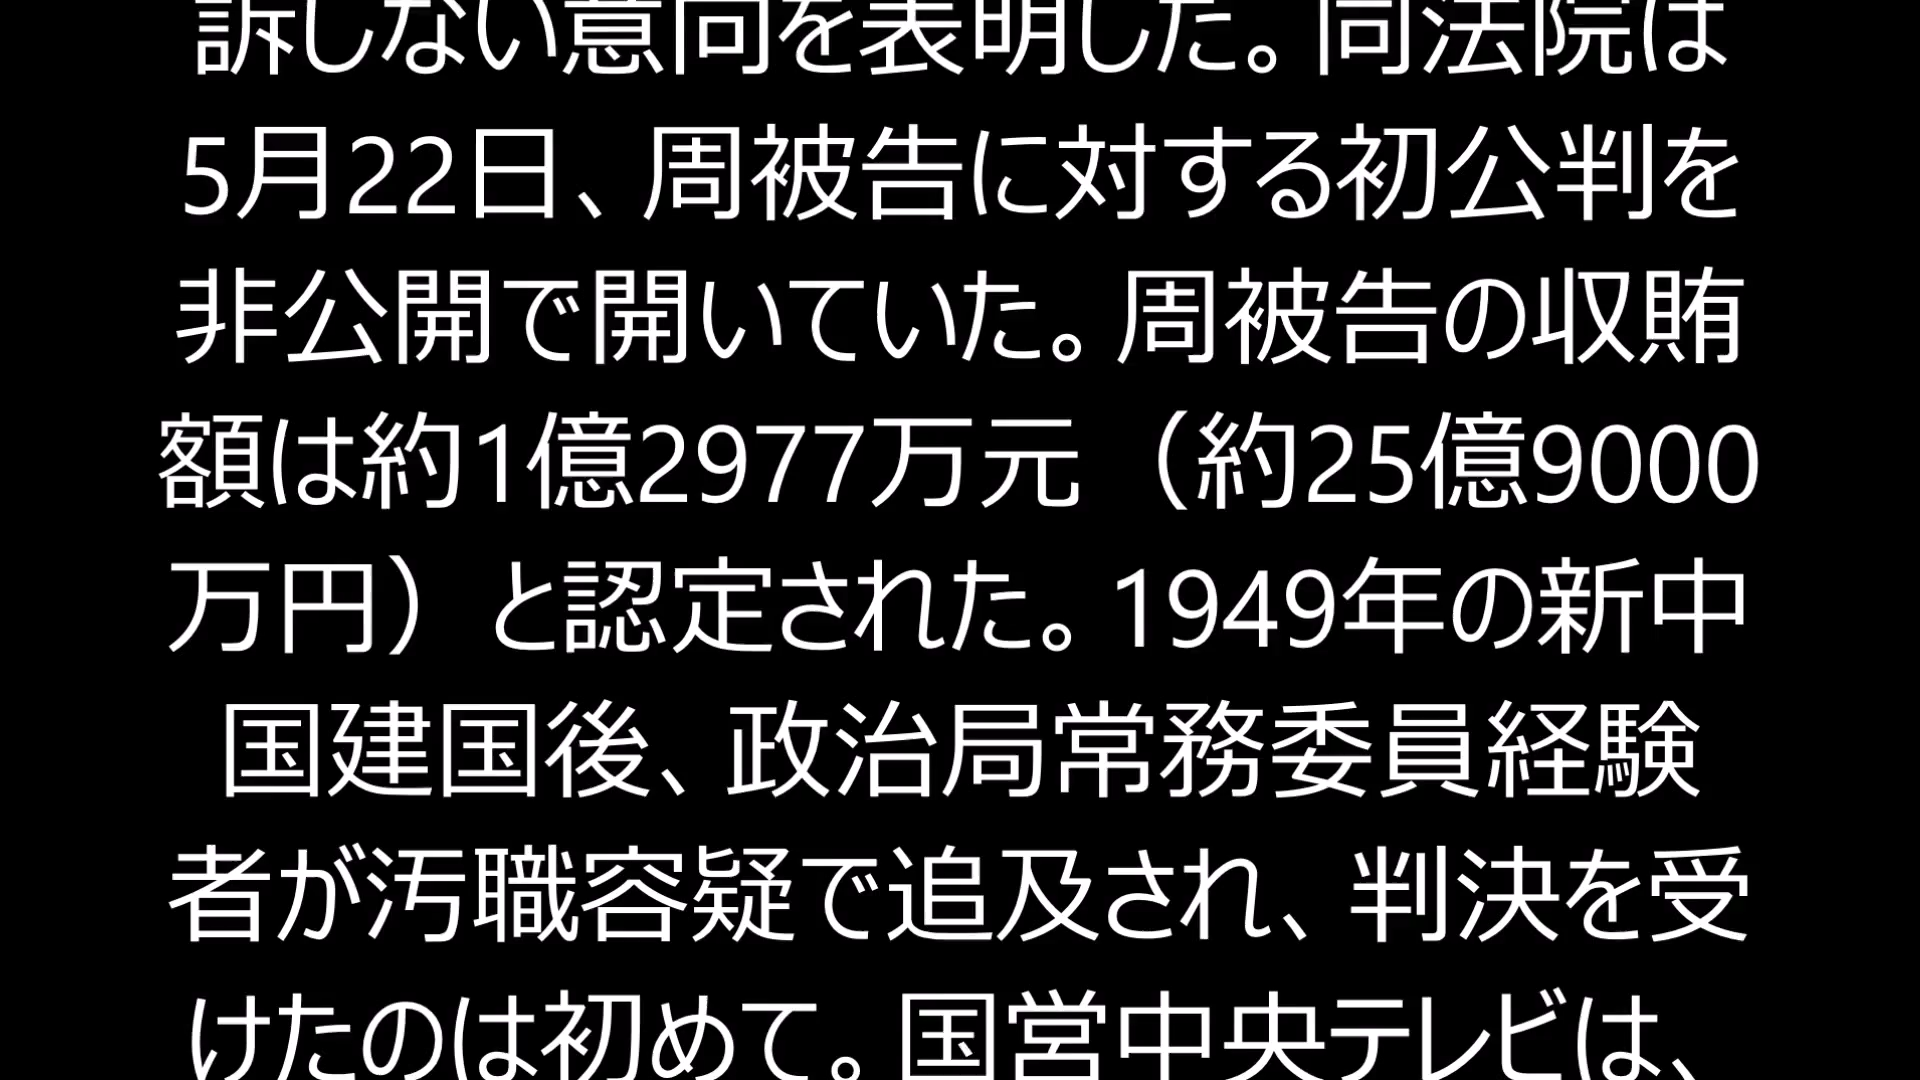 訴しない意向を表明した。同法院は
5月22日、周被告に対する初公判を
非公開で開いていた。周被告の収賄
額は約1億2977万元（約25億9000
万円）と認定された。1949年の新中
国建国後、政治局常務委員経験
者が汚職容疑で追及され、判決を受
けたのは初めて。国営中央テレビは、